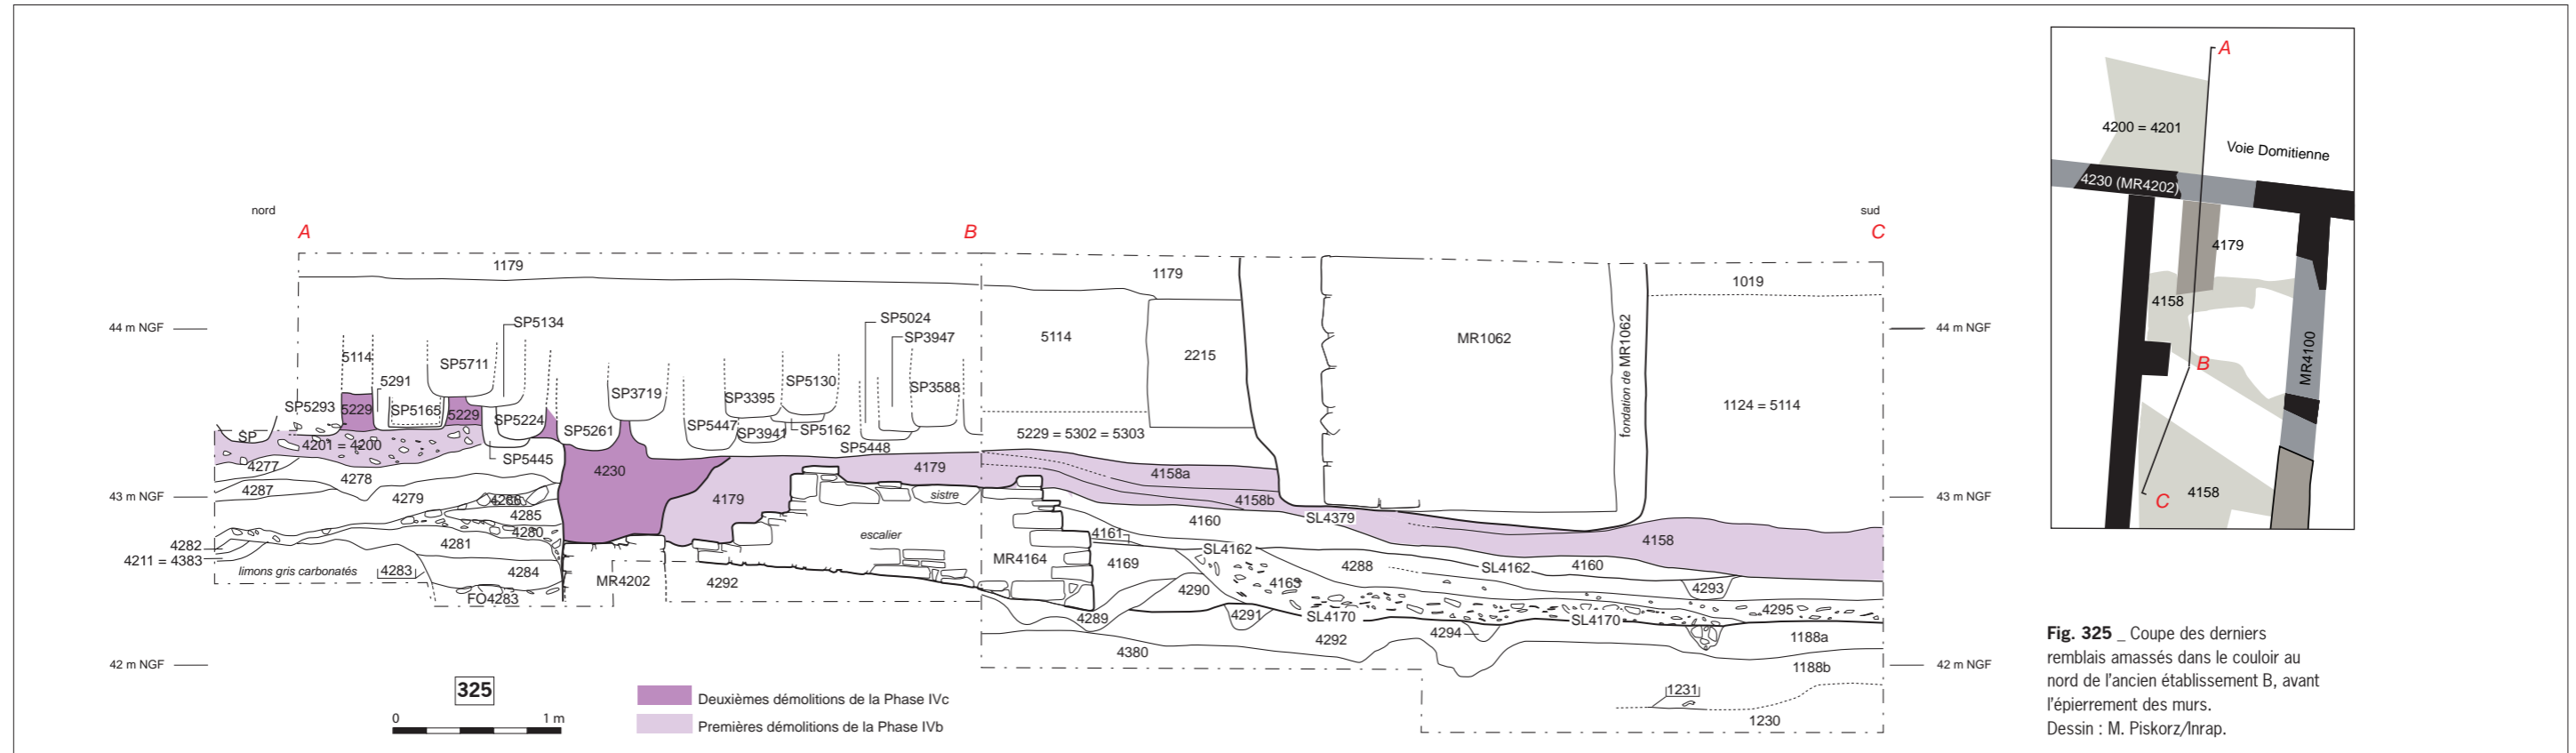 nord
sud
A
B
C
1179
1179
1019
44 m NGF
44 m NGF
SP5134
SP5024
SP3947
5114
5114
SP5711
5291
SP5130
SP3588
2215
MR1062
fondation de MR1062
SP5293
5229
SP5165
5229
SP5224
SP3719
SP3395
1124 = 5114
SP
4201 = 4200
SP5261
SP5447
SP3941
SP5162
SP5448
5229 = 5302 = 5303
SP5445
4277
4278
4230
4179
4158a
4287
43 m NGF
4279
4286
4179
sistre
4158b
43 m NGF
4285
4280
4160
SL4379
4282
4281
escalier
4161
SL4162
4158
4211 = 4383
limons gris carbonatés
4283
4284
MR4202
4292
MR4164
4169
4163
4288
SL4162
4160
4293
FO4283
4290
4289
4291
SL4170
4295
SL4170
4292
4294
1188a
4380
42 m NGF
1188b
42 m NGF
1231
1230
325
0 1 m
Deuxièmes démolitions de la Phase IVc
Premières démolitions de la Phase IVb
A
4200 = 4201
Voie Domitienne
4230 (MR4202)
4179
4158
MR4100
B
C
4158
Fig. 325 _ Coupe des derniers
remblais amassés dans le couloir au
nord de l'ancien établissement B, avant
l'épierrement des murs.
Dessin : M. Piskorz/Inrap.